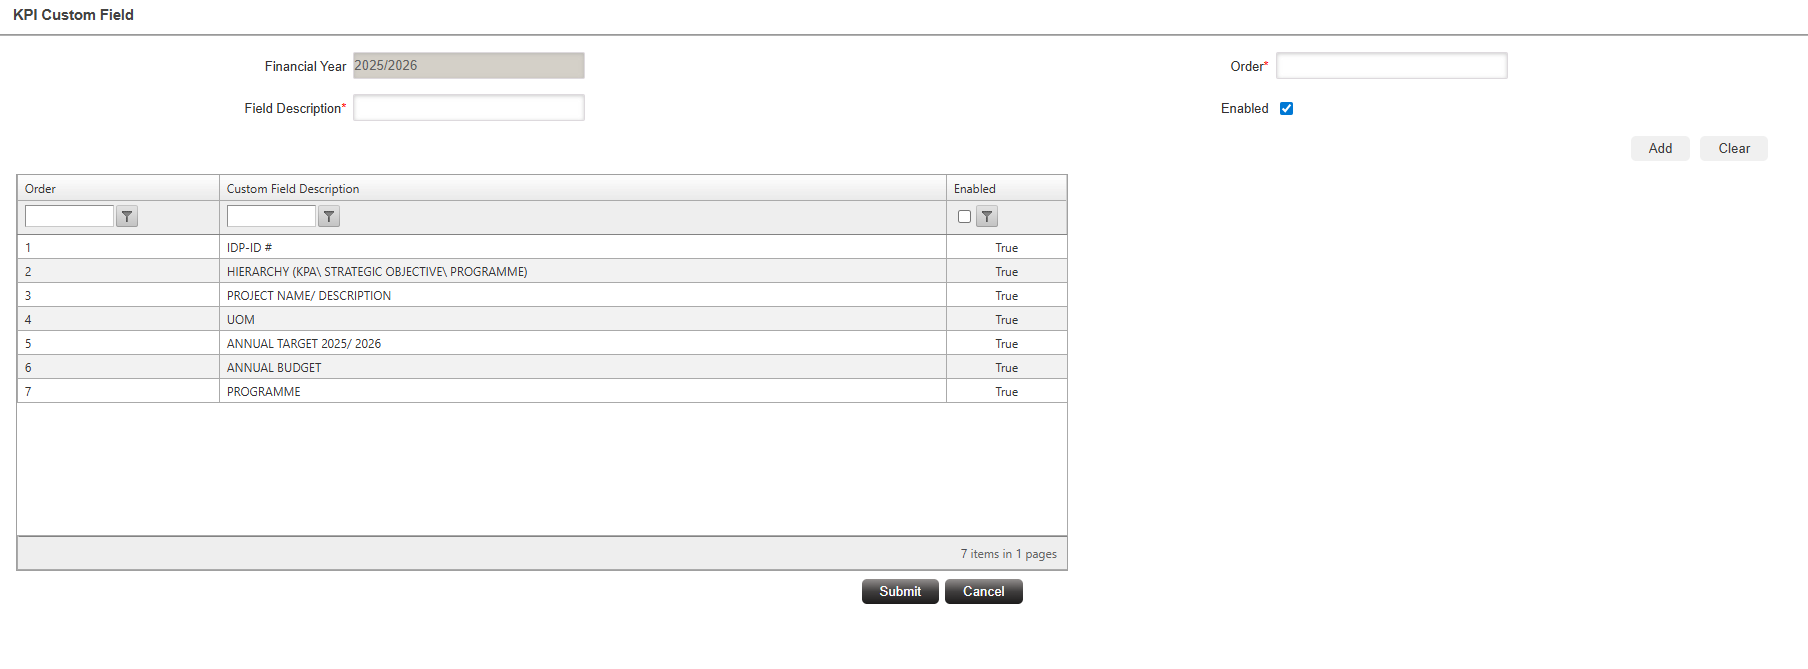 KPI Custom Field
Financial Year 2025/2026 Order*
Field Description* Enabled
Add Clear
Order Custom Field Description Enabled
1 IDP-ID # True
2 HIERARCHY (KPA\ STRATEGIC OBJECTIVE\ PROGRAMME) True
3 PROJECT NAME/ DESCRIPTION True
4 UOM True
5 ANNUAL TARGET 2025/ 2026 True
6 ANNUAL BUDGET True
7 PROGRAMME True
7 items in 1 pages
Submit Cancel